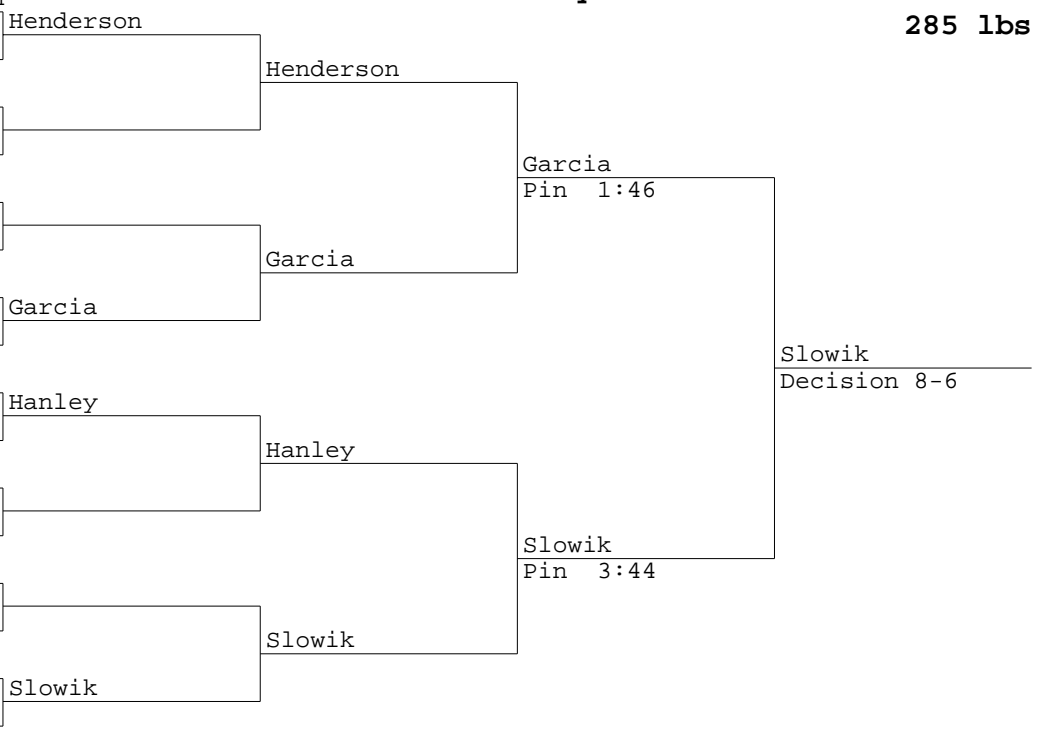 285 lbs
Henderson
Henderson
Garcia
Pin 1:46
Garcia
Garcia
Slowik
Decision 8-6
Hanley
Hanley
Slowik
Pin 3:44
Slowik
Slowik